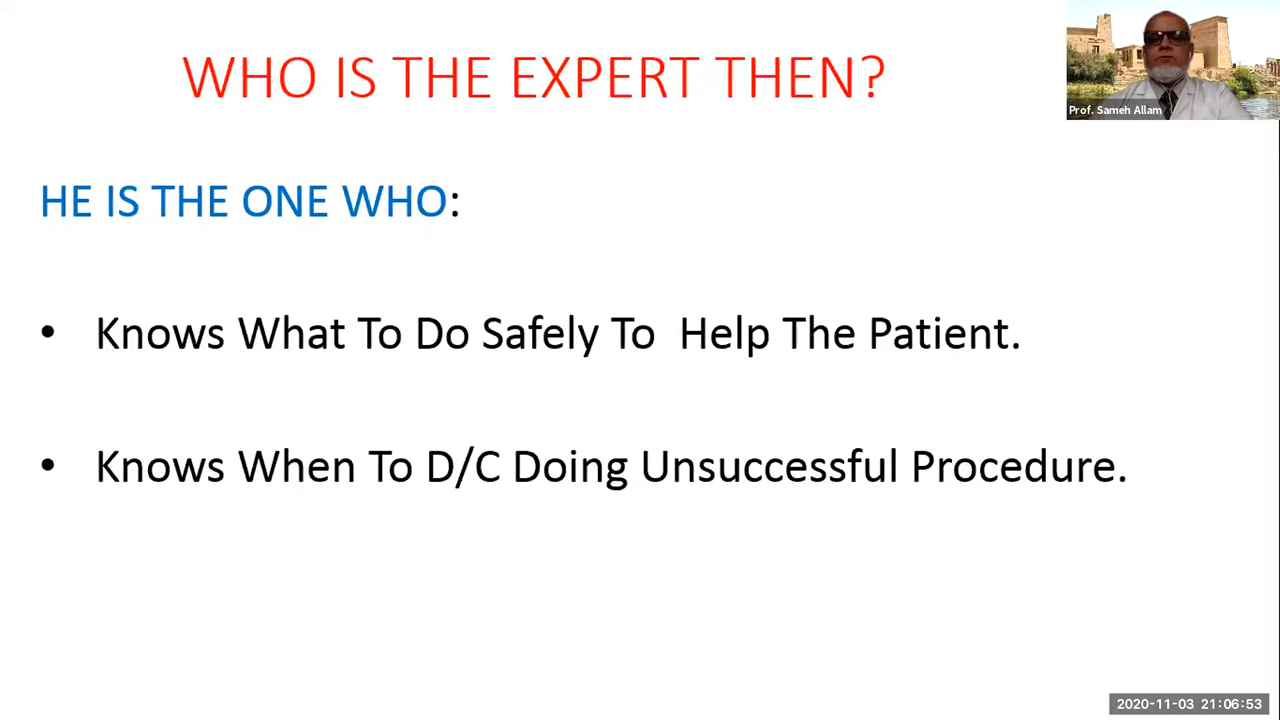 WHO IS THE EXPERT THEN?
Prof. Sameh Allam
HE IS THE ONE WHO:
• Knows What To Do Safely To  Help The Patient.
• Knows When To D/C Doing Unsuccessful Procedure.
2020-11-03 21:06:53